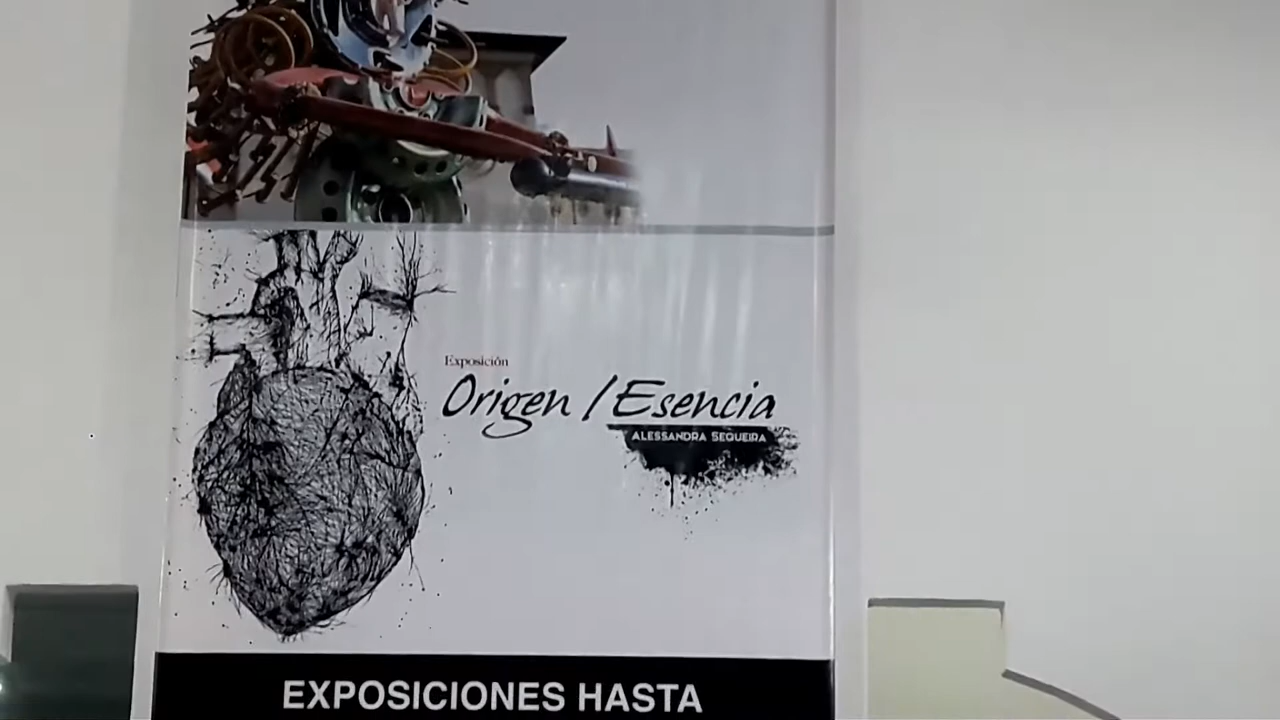 Exposición
Origen / Esencia
ALESSANDRA SEQUEIRA
EXPOSICIONES HASTA